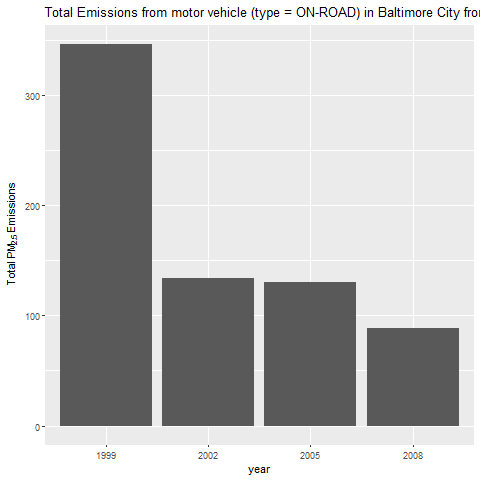 Total Emissions from motor vehicle (type = ON-ROAD) in Baltimore City fro
300
200
100
0
Total PM2.5 Emissions
1999 2002 2005 2008
year